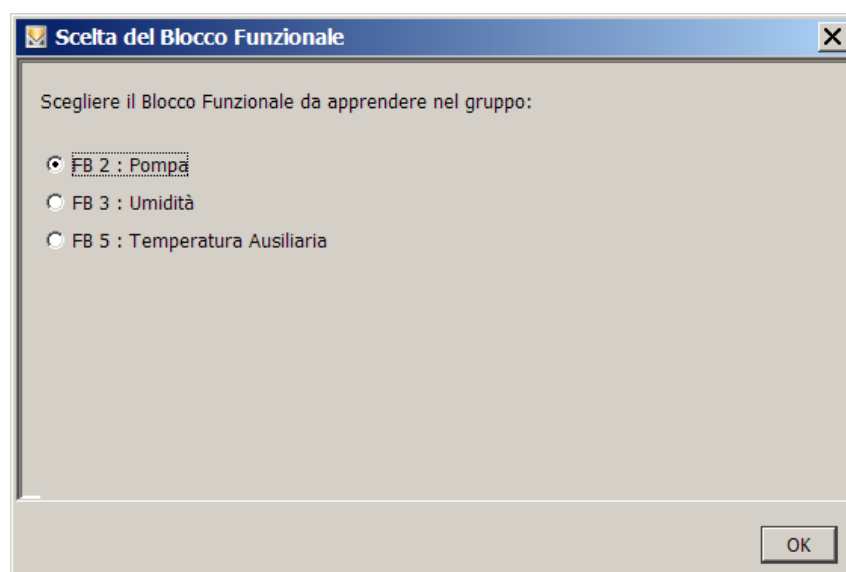 Scelta del Blocco Funzionale
Scegliere il Blocco Funzionale da apprendere nel gruppo:
FB 2 : Pompa
FB 3 : Umidità
FB 5 : Temperatura Ausiliaria
OK